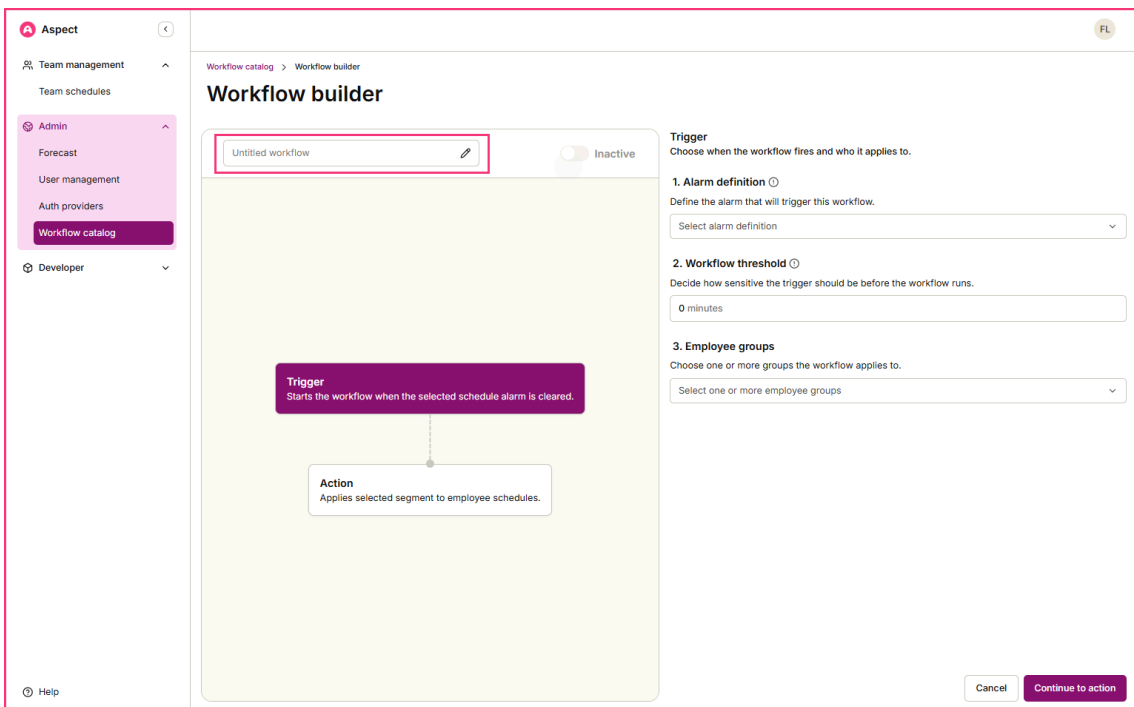 Aspect
FL
Team management
Team schedules
Admin
Forecast
User management
Auth providers
Workflow catalog
Developer
Help
Workflow catalog > Workflow builder
Workflow builder
Untitled workflow
Inactive
Trigger
Starts the workflow when the selected schedule alarm is cleared.
Action
Applies selected segment to employee schedules.
Trigger
Choose when the workflow fires and who it applies to.
1. Alarm definition
Define the alarm that will trigger this workflow.
Select alarm definition
2. Workflow threshold
Decide how sensitive the trigger should be before the workflow runs.
0 minutes
3. Employee groups
Choose one or more groups the workflow applies to.
Select one or more employee groups
Cancel
Continue to action